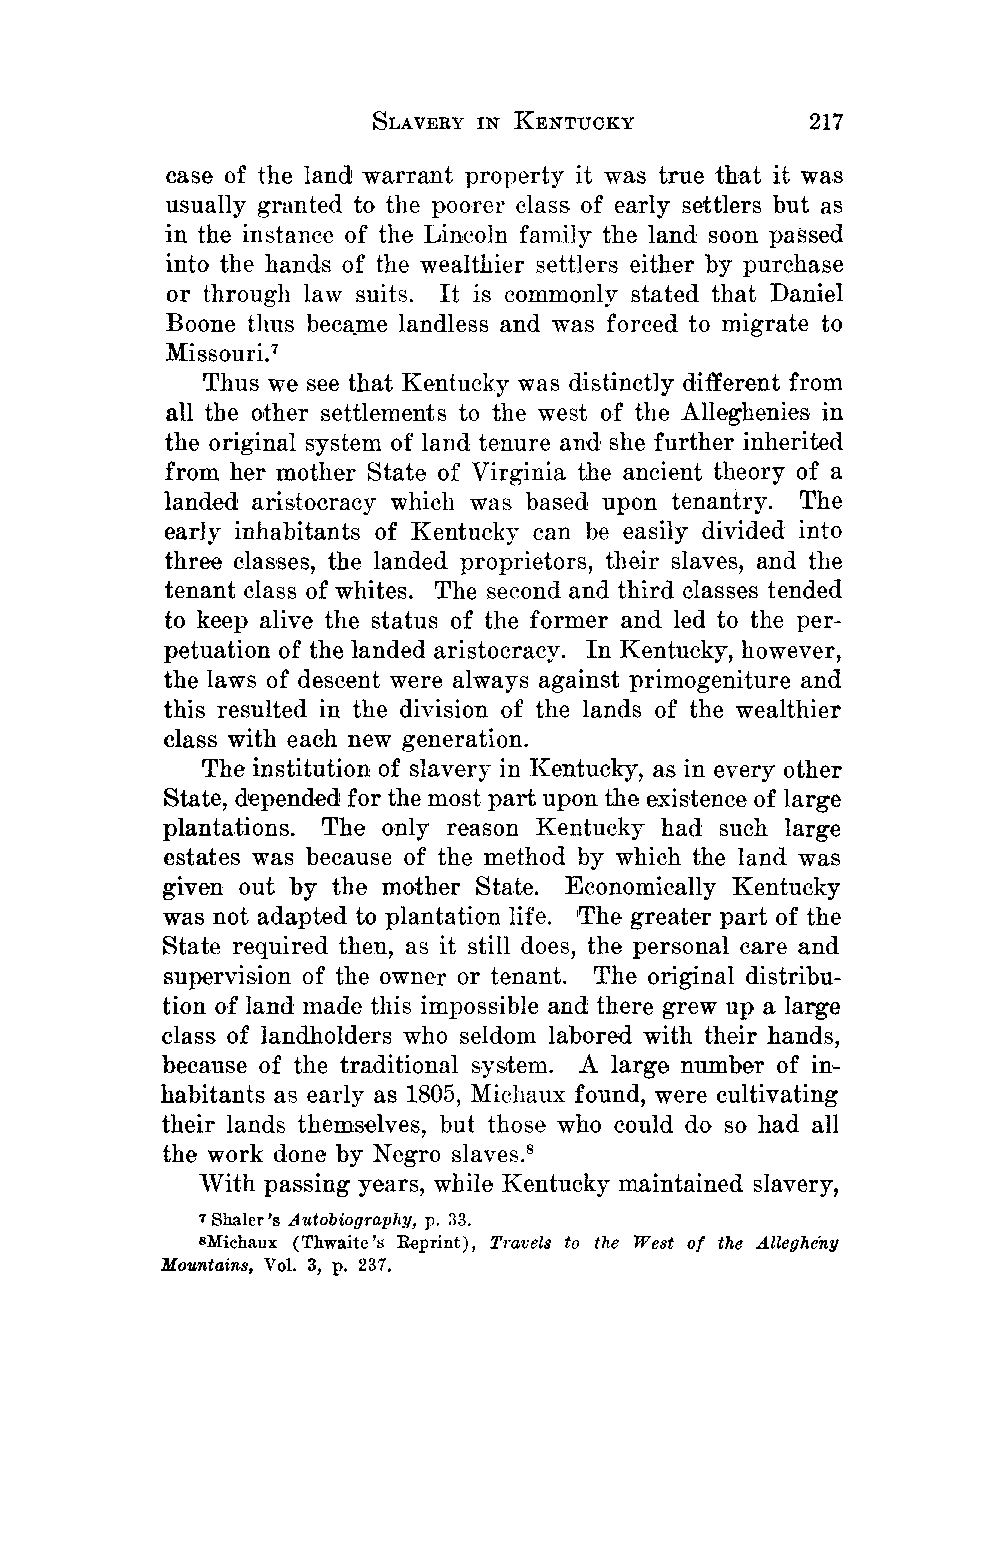 SLAVERY IN KENTUCKY 217
case of the land warrant property it was true that it was
usually granted to the poorer class of early settlers but as
in the instance of the Lincoln family the land soon passed
into the hands of the wealthier settlers either by purchase
or through law suits. It is commonly stated that Daniel
Boone thus became landless and was forced to migrate to
Missouri.⁷
Thus we see that Kentucky was distinctly different from
all the other settlements to the west of the Alleghenies in
the original system of land tenure and she further inherited
from her mother State of Virginia the ancient theory of a
landed aristocracy which was based upon tenantry. The
early inhabitants of Kentucky can be easily divided into
three classes, the landed proprietors, their slaves, and the
tenant class of whites. The second and third classes tended
to keep alive the status of the former and led to the per-
petuation of the landed aristocracy. In Kentucky, however,
the laws of descent were always against primogeniture and
this resulted in the division of the lands of the wealthier
class with each new generation.
The institution of slavery in Kentucky, as in every other
State, depended for the most part upon the existence of large
plantations. The only reason Kentucky had such large
estates was because of the method by which the land was
given out by the mother State. Economically Kentucky
was not adapted to plantation life. The greater part of the
State required then, as it still does, the personal care and
supervision of the owner or tenant. The original distribu-
tion of land made this impossible and there grew up a large
class of landholders who seldom labored with their hands,
because of the traditional system. A large number of in-
habitants as early as 1805, Michaux found, were cultivating
their lands themselves, but those who could do so had all
the work done by Negro slaves.⁸
With passing years, while Kentucky maintained slavery,
⁷ Shaler's Autobiography, p. 33.
⁸Michaux (Thwaite's Reprint), Travels to the West of the Allegheny
Mountains, Vol. 3, p. 237.